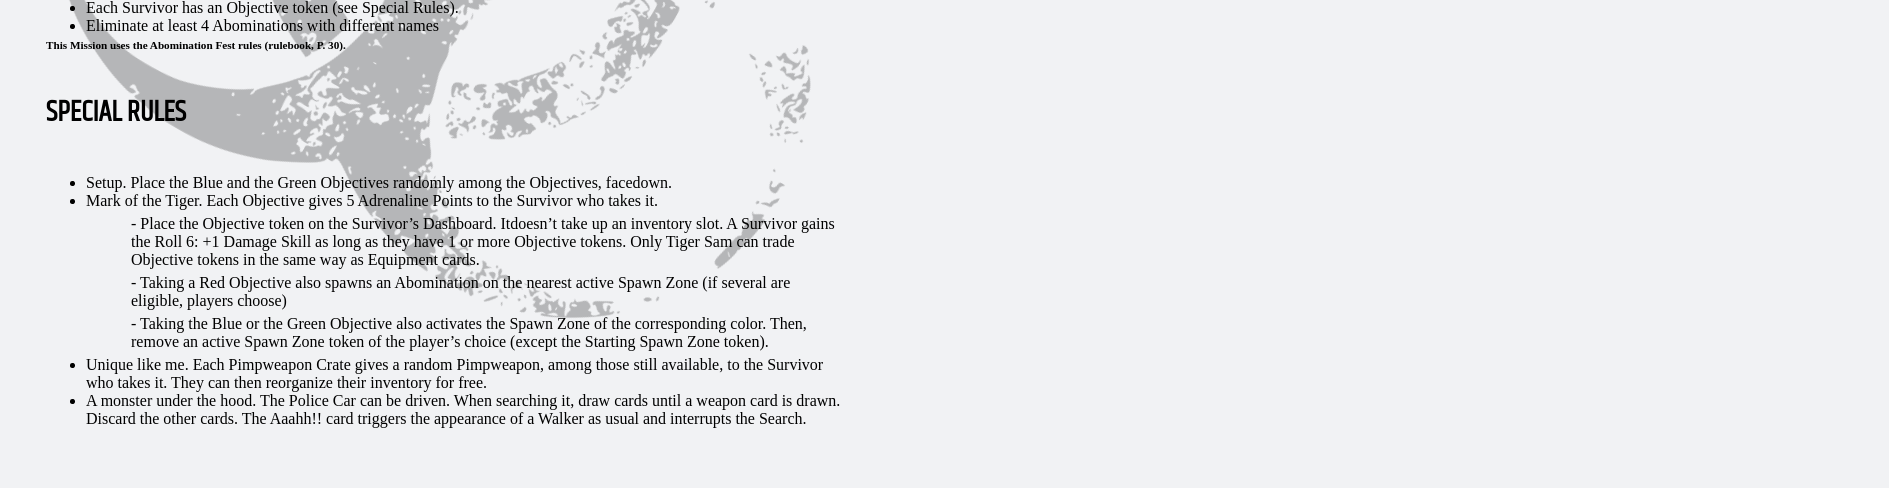 Each Survivor has an Objective token (see Special Rules).
Eliminate at least 4 Abominations with different names
This Mission uses the Abomination Fest rules (rulebook, P. 30).
SPECIAL RULES
Setup. Place the Blue and the Green Objectives randomly among the Objectives, facedown.
Mark of the Tiger. Each Objective gives 5 Adrenaline Points to the Survivor who takes it.
- Place the Objective token on the Survivor’s Dashboard. Itdoesn’t take up an inventory slot. A Survivor gains
the Roll 6: +1 Damage Skill as long as they have 1 or more Objective tokens. Only Tiger Sam can trade
Objective tokens in the same way as Equipment cards.
- Taking a Red Objective also spawns an Abomination on the nearest active Spawn Zone (if several are
eligible, players choose)
- Taking the Blue or the Green Objective also activates the Spawn Zone of the corresponding color. Then,
remove an active Spawn Zone token of the player’s choice (except the Starting Spawn Zone token).
Unique like me. Each Pimpweapon Crate gives a random Pimpweapon, among those still available, to the Survivor
who takes it. They can then reorganize their inventory for free.
A monster under the hood. The Police Car can be driven. When searching it, draw cards until a weapon card is drawn.
Discard the other cards. The Aaahh!! card triggers the appearance of a Walker as usual and interrupts the Search.